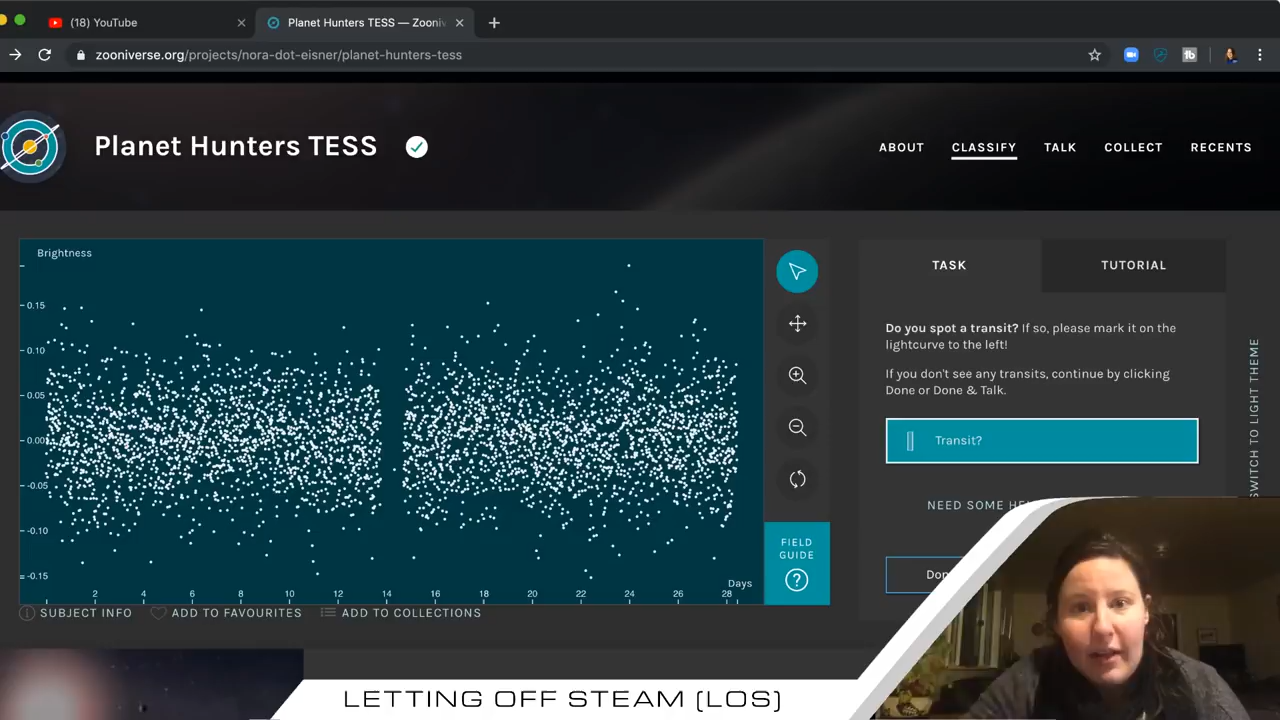 (18) YouTube
Planet Hunters TESS — Zooniv
zooniverse.org/projects/nora-dot-eisner/planet-hunters-tess
Planet Hunters TESS
ABOUT CLASSIFY TALK COLLECT RECENTS
Brightness
0.15
0.10
0.05
0.00
-0.05
-0.10
-0.15
Days
2 4 6 8 10 12 14 16 18 20 22 24 26 28
FIELD
GUIDE
?
SUBJECT INFO ADD TO FAVOURITES ADD TO COLLECTIONS
TASK TUTORIAL
Do you spot a transit? If so, please mark it on the
lightcurve to the left!
If you don't see any transits, continue by clicking
Done or Done & Talk.
Transit?
NEED SOME HE
Don
SWITCH TO LIGHT THEME
LETTING OFF STEAM (LOS)